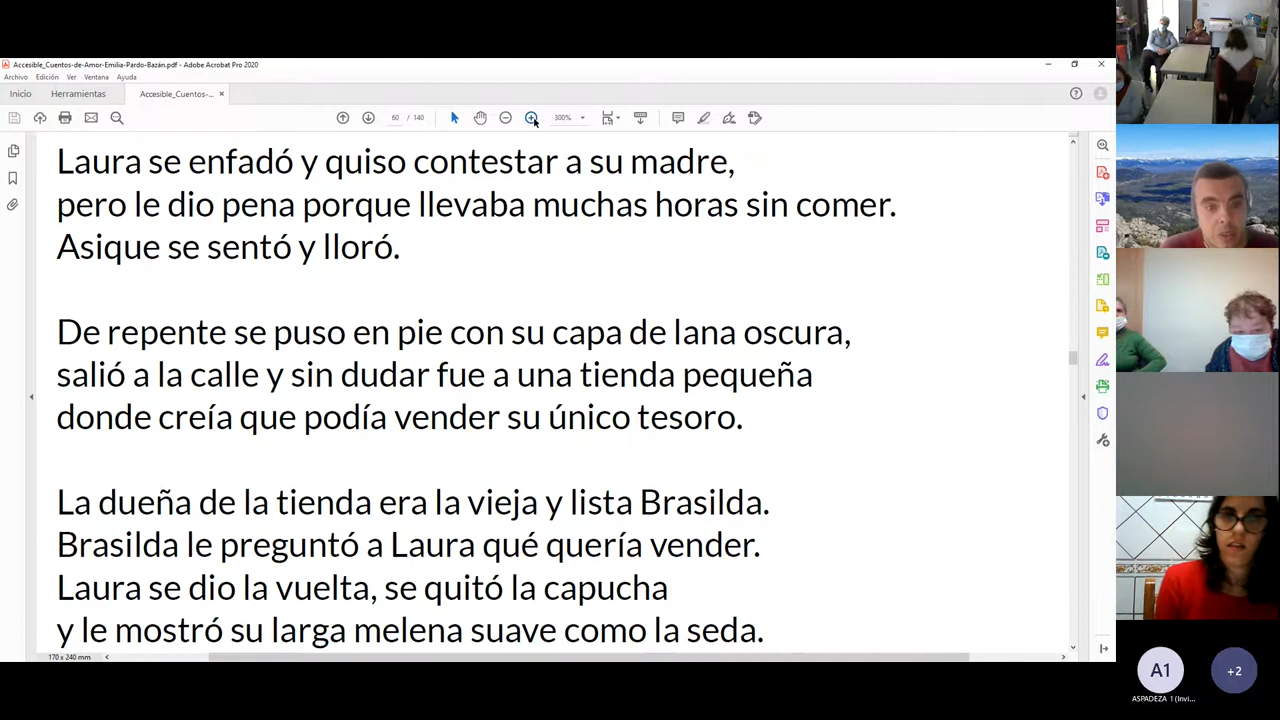 Accesible_Cuentos-de-Amor-Emilia-Pardo-Bazán.pdf - Adobe Acrobat Pro 2020
Archivo Edición Ver Ventana Ayuda
Inicio Herramientas Accesible_Cuentos-... ×
60 / 140 300%
Laura se enfadó y quiso contestar a su madre,
pero le dio pena porque llevaba muchas horas sin comer.
Asique se sentó y lloró.
De repente se puso en pie con su capa de lana oscura,
salió a la calle y sin dudar fue a una tienda pequeña
donde creía que podía vender su único tesoro.
La dueña de la tienda era la vieja y lista Brasilda.
Brasilda le preguntó a Laura qué quería vender.
Laura se dio la vuelta, se quitó la capucha
y le mostró su larga melena suave como la seda.
170 x 240 mm
A1
+2
ASPADEZA 1 (Invi...